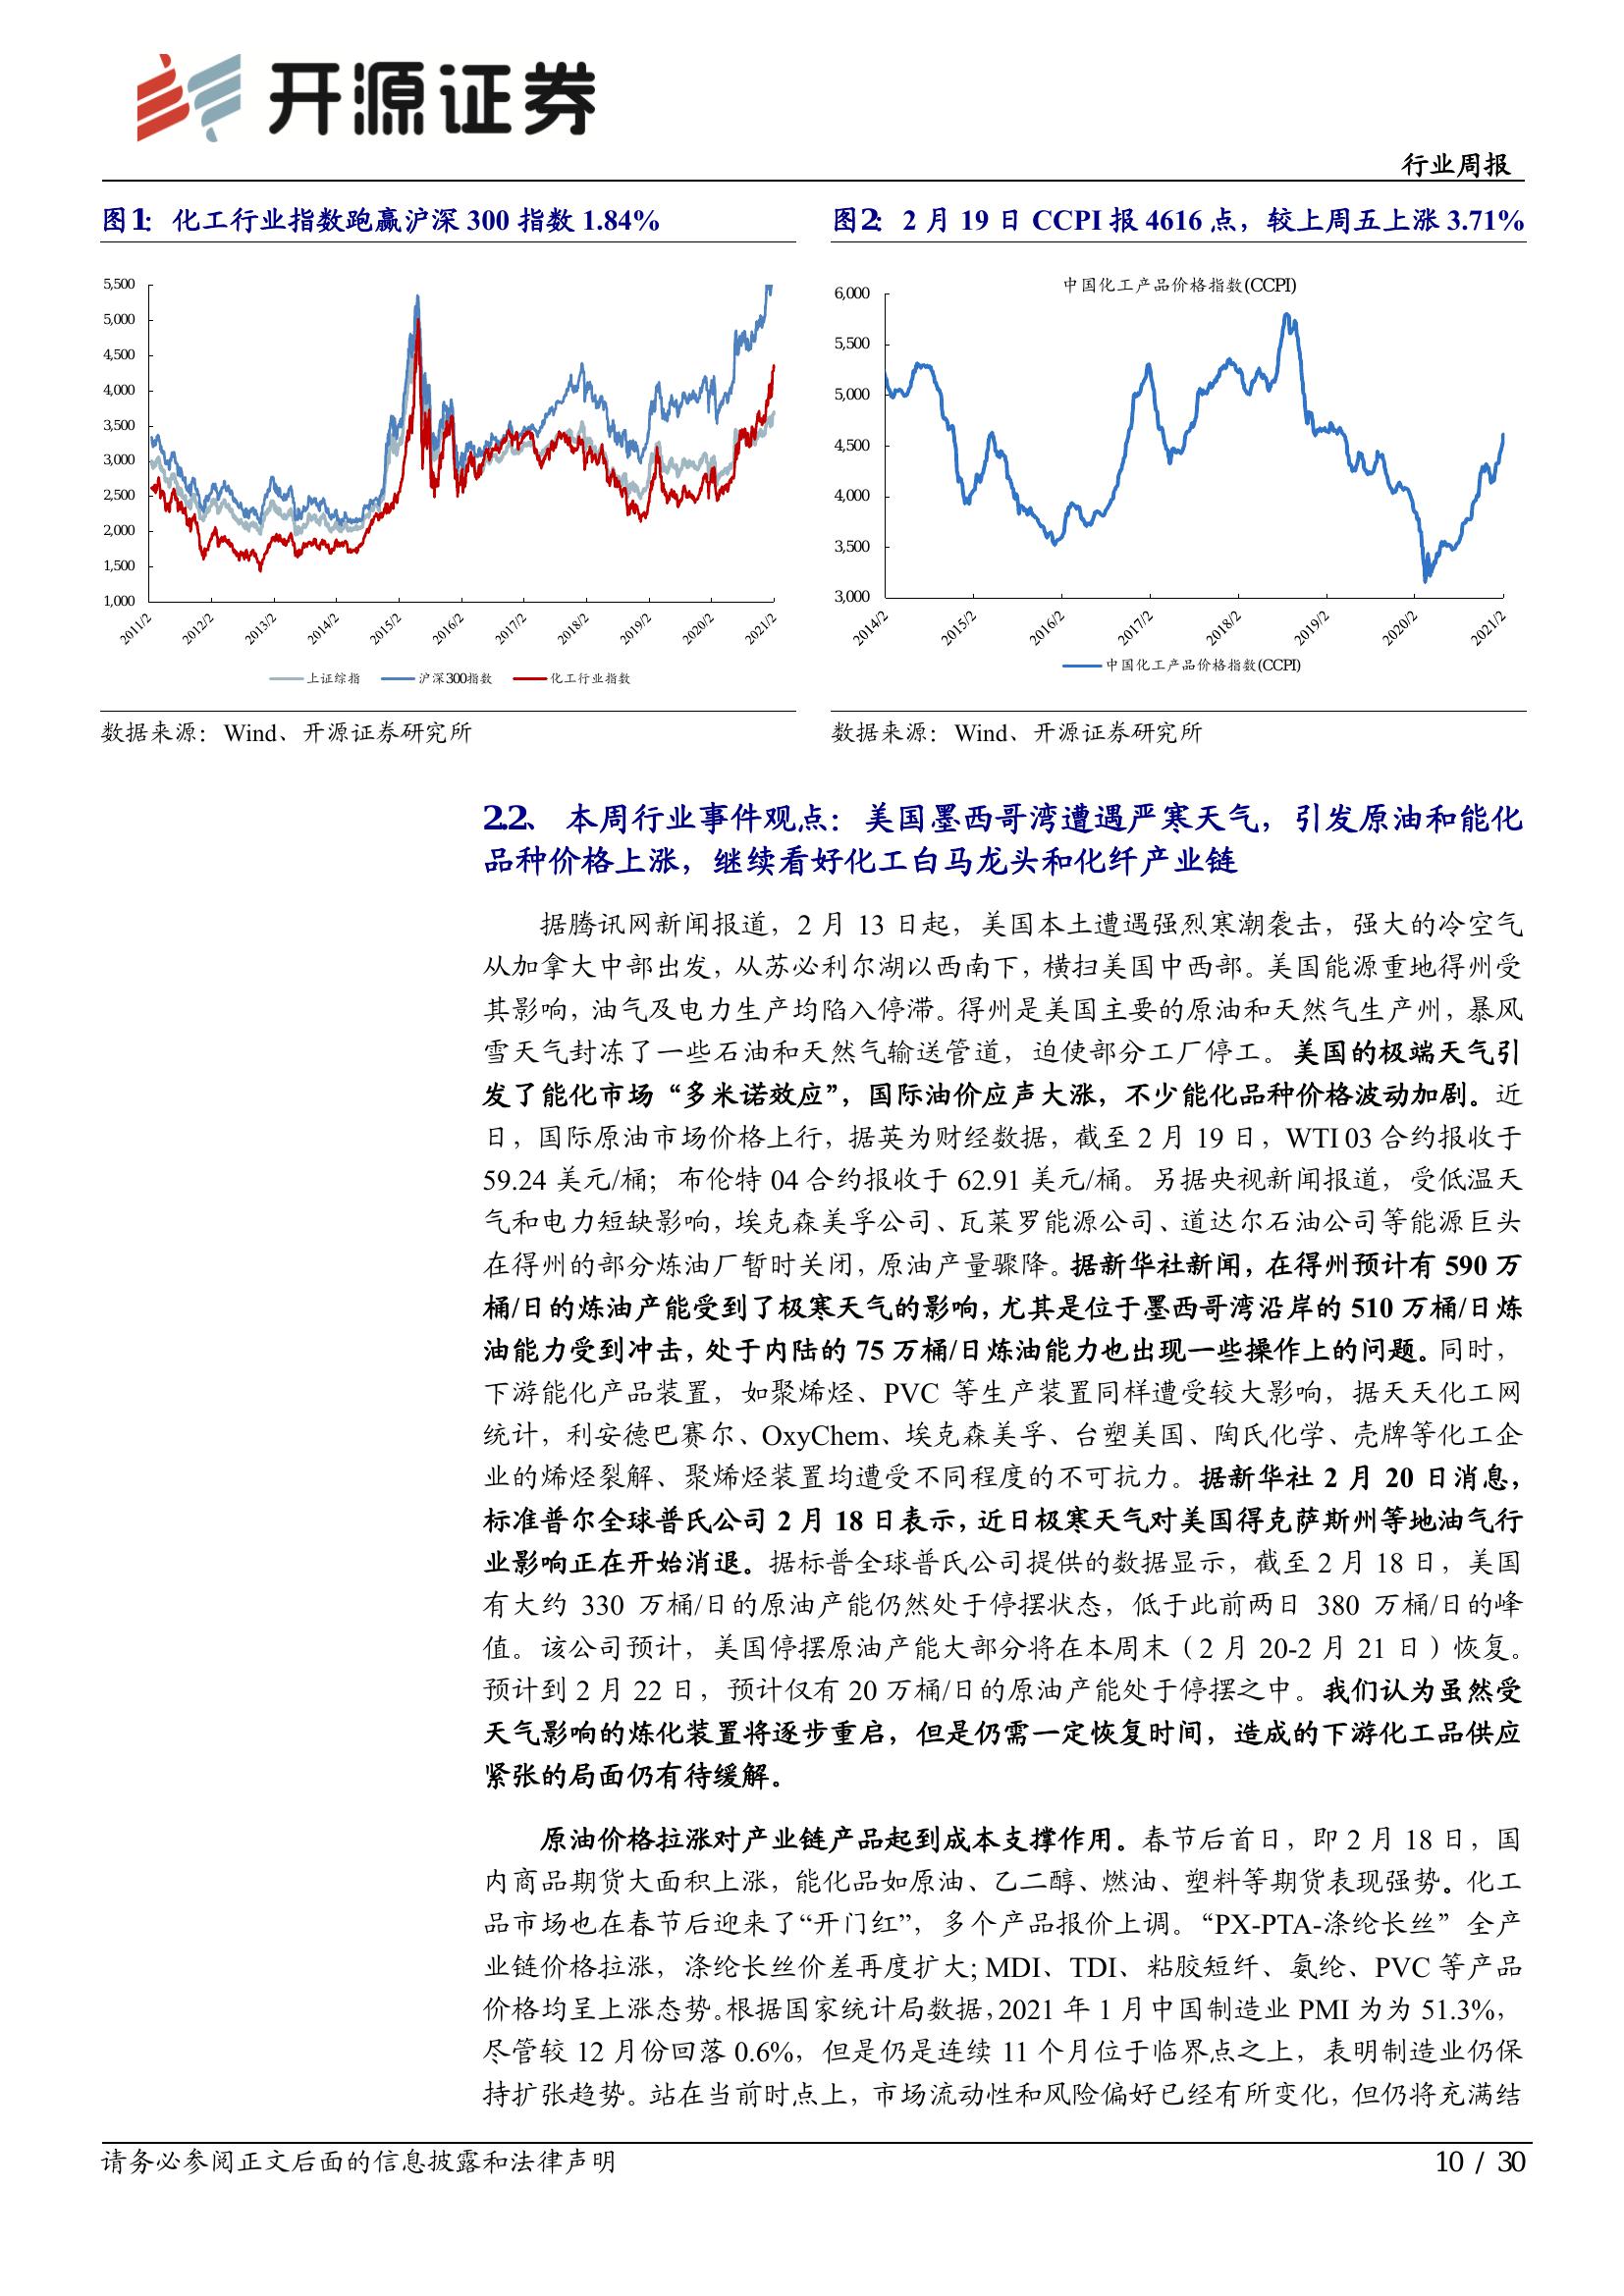 开源证券
行业周报
图1： 化工行业指数跑赢沪深 300 指数 1.84%
5,500
5,000
4,500
4,000
3,500
3,000
2,500
2,000
1,500
1,000
2011/2
2012/2
2013/2
2014/2
2015/2
2016/2
2017/2
2018/2
2019/2
2020/2
2021/2
上证综指 沪深300指数 化工行业指数
数据来源：Wind、开源证券研究所
图2： 2 月 19 日 CCPI 报 4616 点，较上周五上涨 3.71%
中国化工产品价格指数(CCPI)
6,000
5,500
5,000
4,500
4,000
3,500
3,000
2014/2
2015/2
2016/2
2017/2
2018/2
2019/2
2020/2
2021/2
中国化工产品价格指数(CCPI)
数据来源：Wind、开源证券研究所
2.2、 本周行业事件观点：美国墨西哥湾遭遇严寒天气，引发原油和能化
品种价格上涨，继续看好化工白马龙头和化纤产业链
据腾讯网新闻报道，2 月 13 日起，美国本土遭遇强烈寒潮袭击，强大的冷空气
从加拿大中部出发，从苏必利尔湖以西南下，横扫美国中西部。美国能源重地得州受
其影响，油气及电力生产均陷入停滞。得州是美国主要的原油和天然气生产州，暴风
雪天气封冻了一些石油和天然气输送管道，迫使部分工厂停工。美国的极端天气引
发了能化市场“多米诺效应”，国际油价应声大涨，不少能化品种价格波动加剧。近
日，国际原油市场价格上行，据英为财经数据，截至 2 月 19 日，WTI 03 合约报收于
59.24 美元/桶；布伦特 04 合约报收于 62.91 美元/桶。另据央视新闻报道，受低温天
气和电力短缺影响，埃克森美孚公司、瓦莱罗能源公司、道达尔石油公司等能源巨头
在得州的部分炼油厂暂时关闭，原油产量骤降。据新华社新闻，在得州预计有 590 万
桶/日的炼油产能受到了极寒天气的影响，尤其是位于墨西哥湾沿岸的 510 万桶/日炼
油能力受到冲击，处于内陆的 75 万桶/日炼油能力也出现一些操作上的问题。同时，
下游能化产品装置，如聚烯烃、PVC 等生产装置同样遭受较大影响，据天天化工网
统计，利安德巴赛尔、OxyChem、埃克森美孚、台塑美国、陶氏化学、壳牌等化工企
业的烯烃裂解、聚烯烃装置均遭受不同程度的不可抗力。据新华社 2 月 20 日消息，
标准普尔全球普氏公司 2 月 18 日表示，近日极寒天气对美国得克萨斯州等地油气行
业影响正在开始消退。据标普全球普氏公司提供的数据显示，截至 2 月 18 日，美国
有大约 330 万桶/日的原油产能仍然处于停摆状态，低于此前两日 380 万桶/日的峰
值。该公司预计，美国停摆原油产能大部分将在本周末（2 月 20-2 月 21 日）恢复。
预计到 2 月 22 日，预计仅有 20 万桶/日的原油产能处于停摆之中。我们认为虽然受
天气影响的炼化装置将逐步重启，但是仍需一定恢复时间，造成的下游化工品供应
紧张的局面仍有待缓解。
原油价格拉涨对产业链产品起到成本支撑作用。春节后首日，即 2 月 18 日，国
内商品期货大面积上涨，能化品如原油、乙二醇、燃油、塑料等期货表现强势。化工
品市场也在春节后迎来了“开门红”，多个产品报价上调。“PX-PTA-涤纶长丝”全产
业链价格拉涨，涤纶长丝价差再度扩大；MDI、TDI、粘胶短纤、氨纶、PVC 等产品
价格均呈上涨态势。根据国家统计局数据，2021 年 1 月中国制造业 PMI 为为 51.3%，
尽管较 12 月份回落 0.6%，但是仍是连续 11 个月位于临界点之上，表明制造业仍保
持扩张趋势。站在当前时点上，市场流动性和风险偏好已经有所变化，但仍将充满结
请务必参阅正文后面的信息披露和法律声明
10 / 30